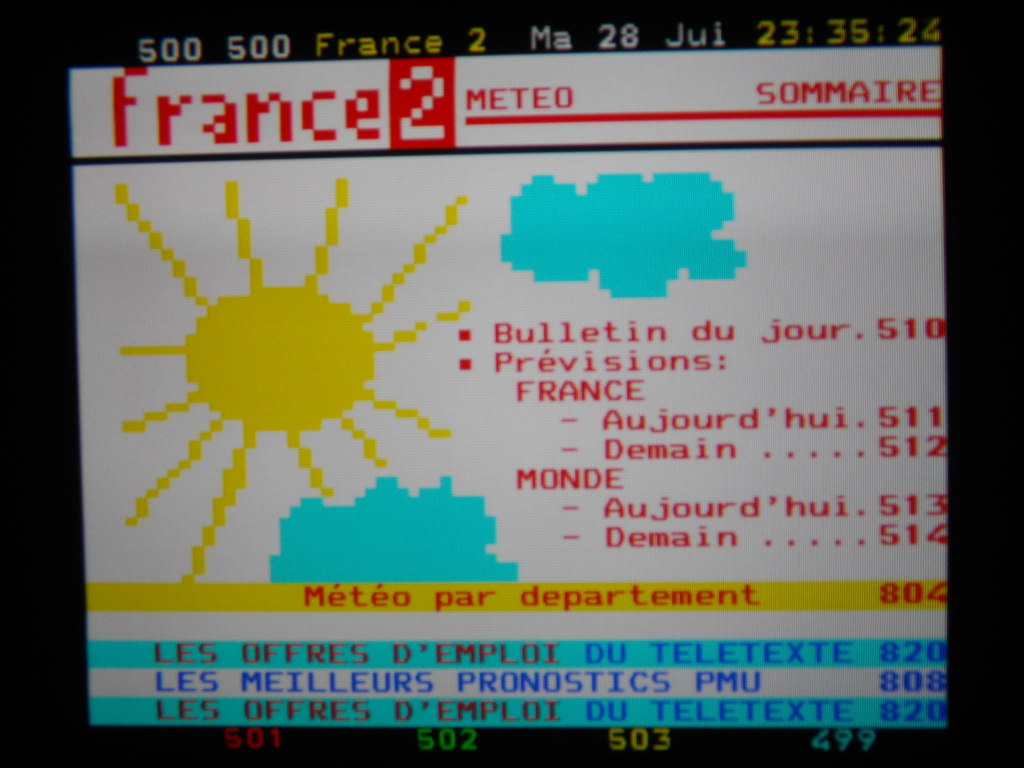 500 500 France 2 Ma 28 Jui 23:35:24
france2 METEO SOMMAIRE
▪ Bulletin du jour.510
▪ Prévisions:
FRANCE
- Aujourd'hui.511
- Demain .....512
MONDE
- Aujourd'hui.513
- Demain .....514
Météo par departement 804
LES OFFRES D'EMPLOI DU TELETEXTE 820
LES MEILLEURS PRONOSTICS PMU 808
LES OFFRES D'EMPLOI DU TELETEXTE 820
501 502 503 499